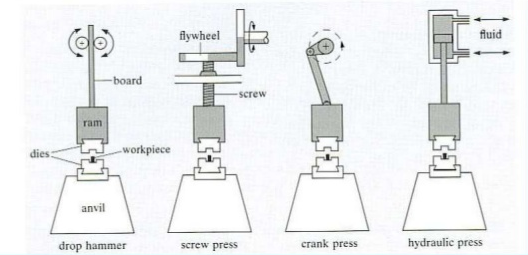 flywheel
fluid
board
screw
ram
dies
workpiece
anvil
drop hammer
screw press
crank press
hydraulic press